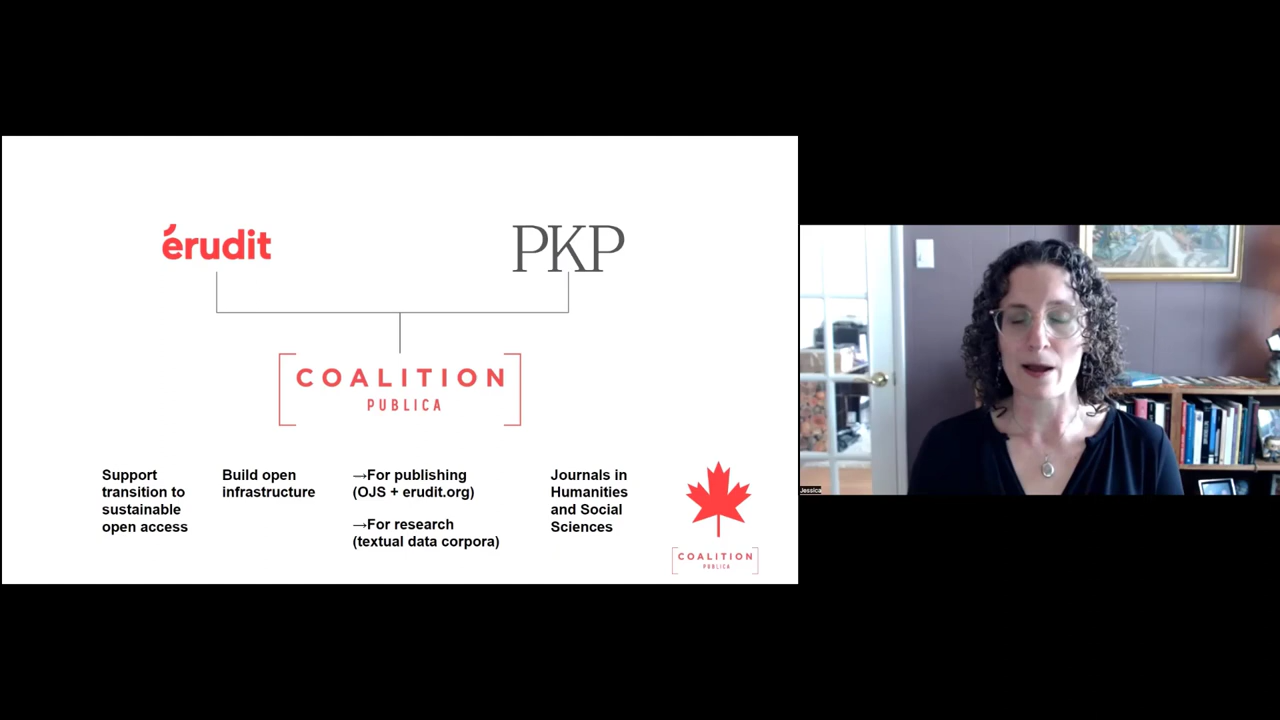 érudit
PKP
COALITION
PUBLICA
Support
transition to
sustainable
open access
Build open
infrastructure
→For publishing
(OJS + erudit.org)
→For research
(textual data corpora)
Journals in
Humanities
and Social
Sciences
COALITION
PUBLICA
Jessica